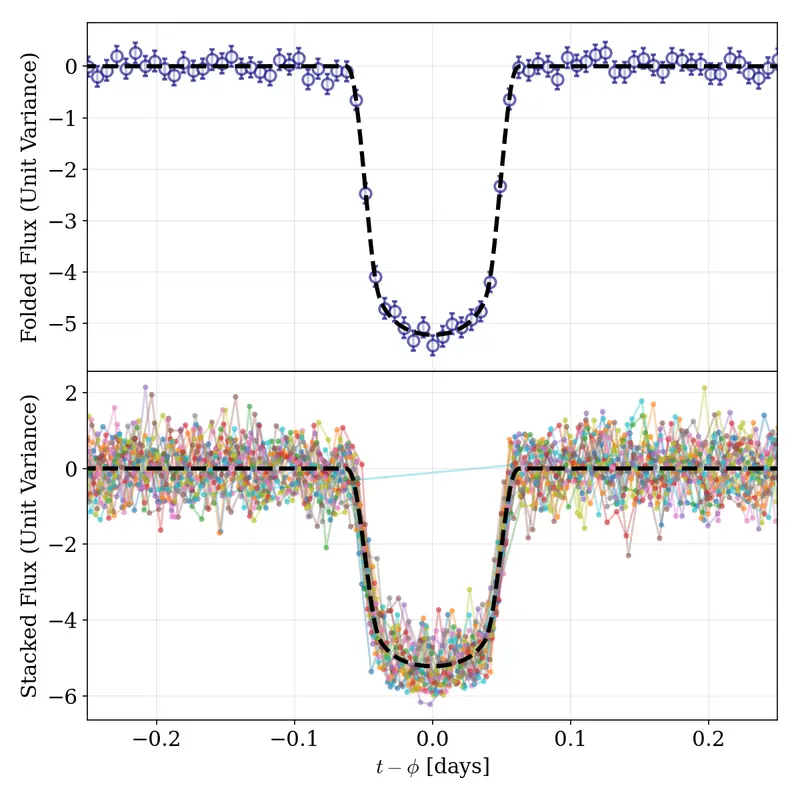 Folded Flux (Unit Variance)
0
−1
−2
−3
−4
−5
Stacked Flux (Unit Variance)
2
0
−2
−4
−6
−0.2 −0.1 0.0 0.1 0.2
t − ϕ [days]